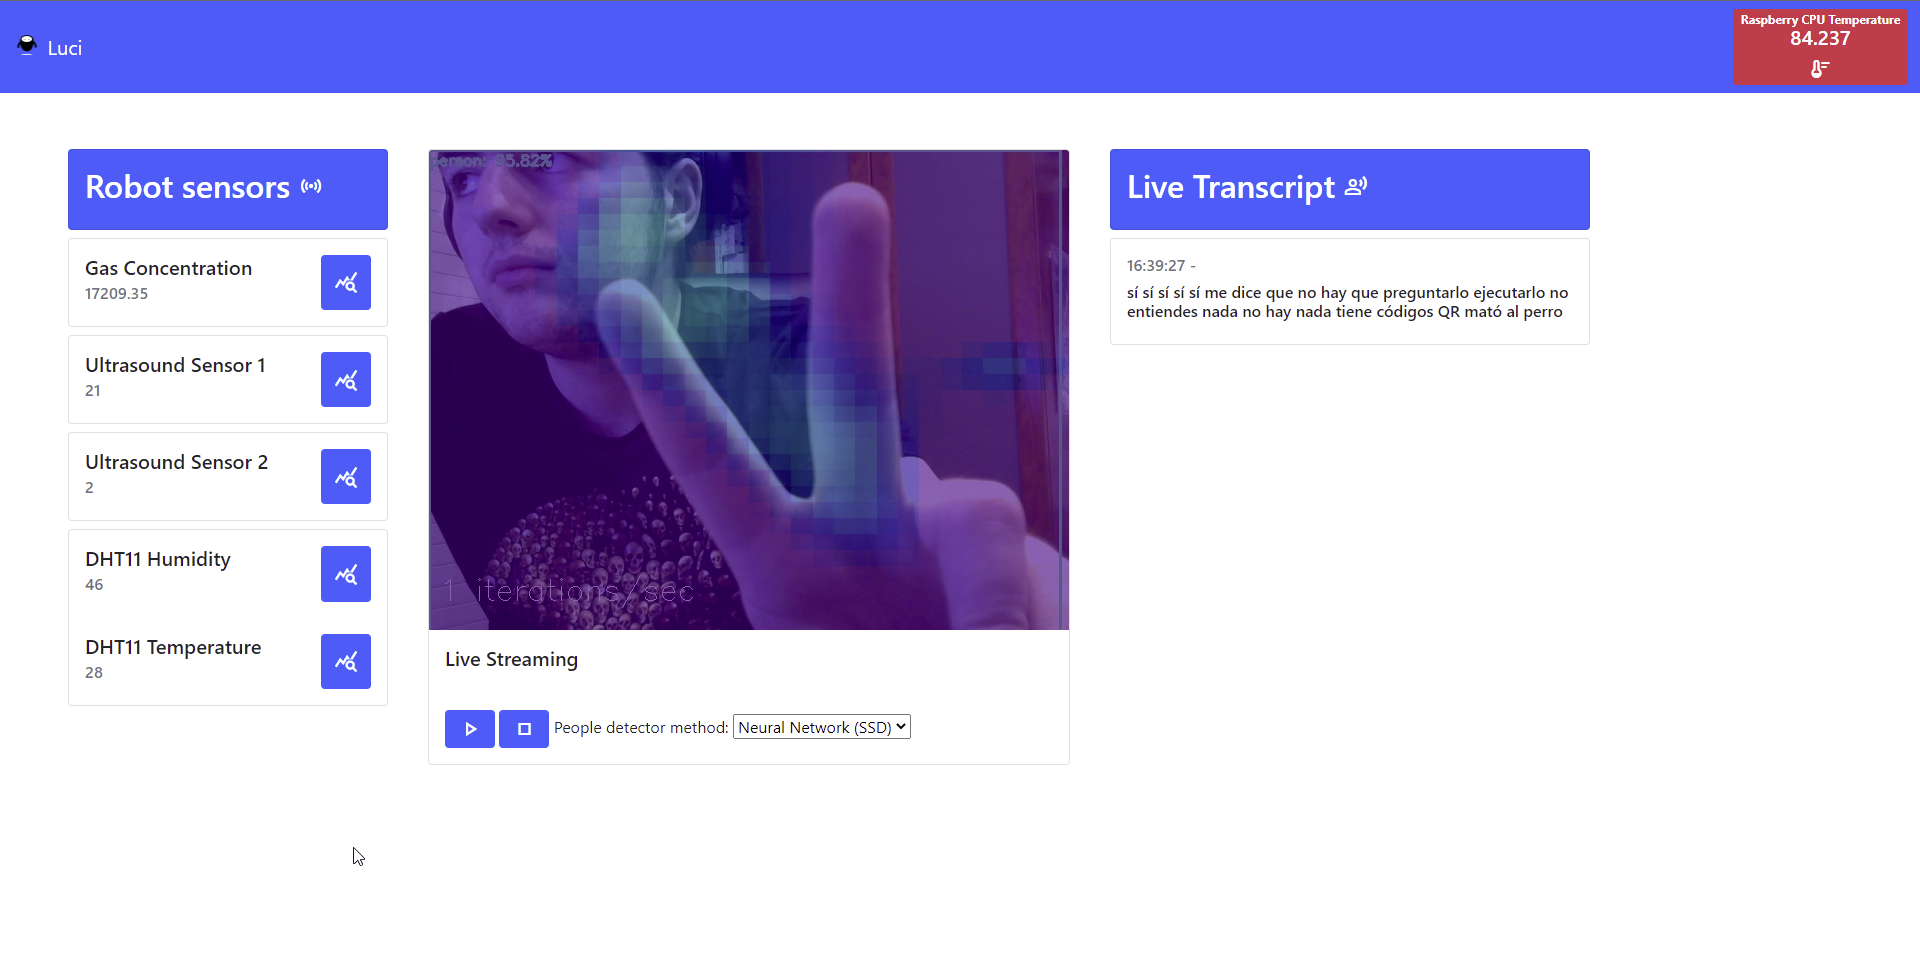 Luci
Raspberry CPU Temperature
84.237
Robot sensors
Gas Concentration
17209.35
Ultrasound Sensor 1
21
Ultrasound Sensor 2
2
DHT11 Humidity
46
DHT11 Temperature
28
person: 95.82%
1 iterations/sec
Live Streaming
People detector method: Neural Network (SSD)
Live Transcript
16:39:27 -
sí sí sí sí sí me dice que no hay que preguntarlo ejecutarlo no
entiendes nada no hay nada tiene códigos QR mató al perro